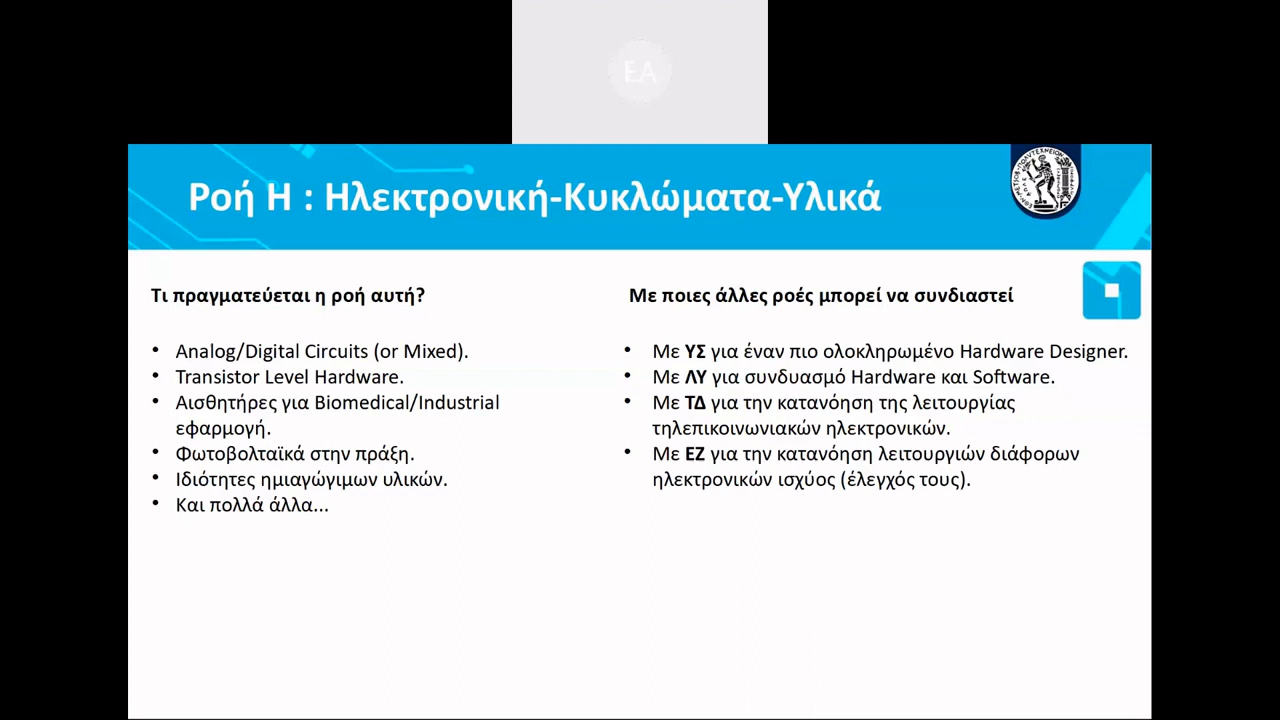 ΕΑ
Ροή Η : Ηλεκτρονική-Κυκλώματα-Υλικά
Τι πραγματεύεται η ροή αυτή?
• Analog/Digital Circuits (or Mixed).
• Transistor Level Hardware.
• Αισθητήρες για Biomedical/Industrial
εφαρμογή.
• Φωτοβολταϊκά στην πράξη.
• Ιδιότητες ημιαγώγιμων υλικών.
• Και πολλά άλλα...
Με ποιες άλλες ροές μπορεί να συνδιαστεί
• Με ΥΣ για έναν πιο ολοκληρωμένο Hardware Designer.
• Με ΛΥ για συνδυασμό Hardware και Software.
• Με ΤΔ για την κατανόηση της λειτουργίας
τηλεπικοινωνιακών ηλεκτρονικών.
• Με ΕΖ για την κατανόηση λειτουργιών διάφορων
ηλεκτρονικών ισχύος (έλεγχός τους).